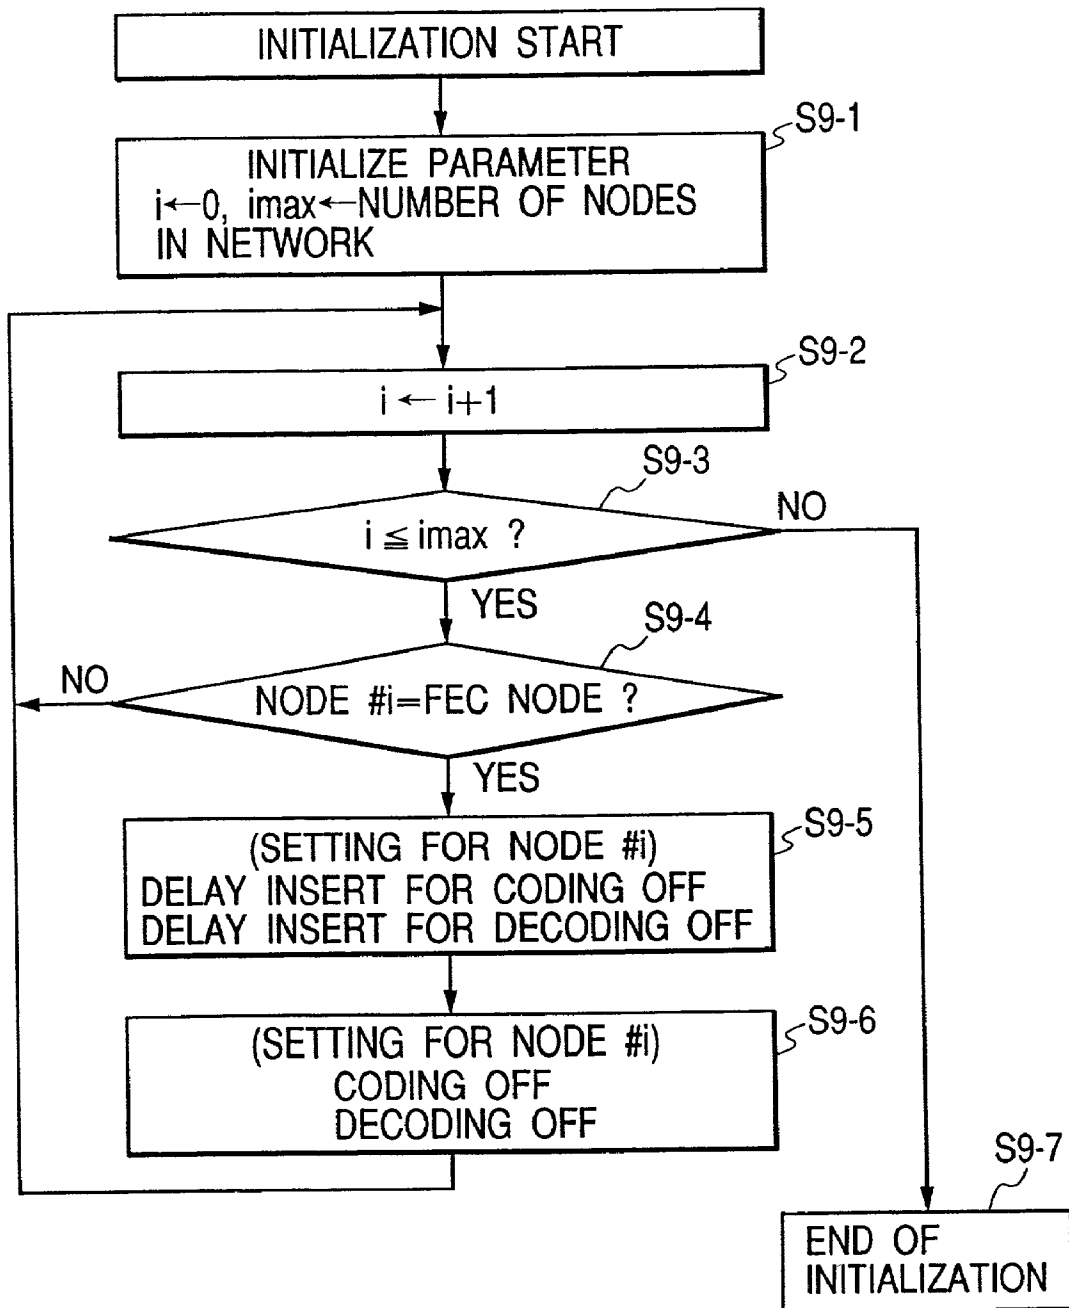 INITIALIZATION START
S9-1
INITIALIZE PARAMETER
i←0, imax←NUMBER OF NODES
IN NETWORK
S9-2
i ← i+1
S9-3
i ≦ imax ?
NO
YES
S9-4
NODE #i=FEC NODE ?
NO
YES
S9-5
(SETTING FOR NODE #i)
DELAY INSERT FOR CODING OFF
DELAY INSERT FOR DECODING OFF
S9-6
(SETTING FOR NODE #i)
CODING OFF
DECODING OFF
S9-7
END OF
INITIALIZATION